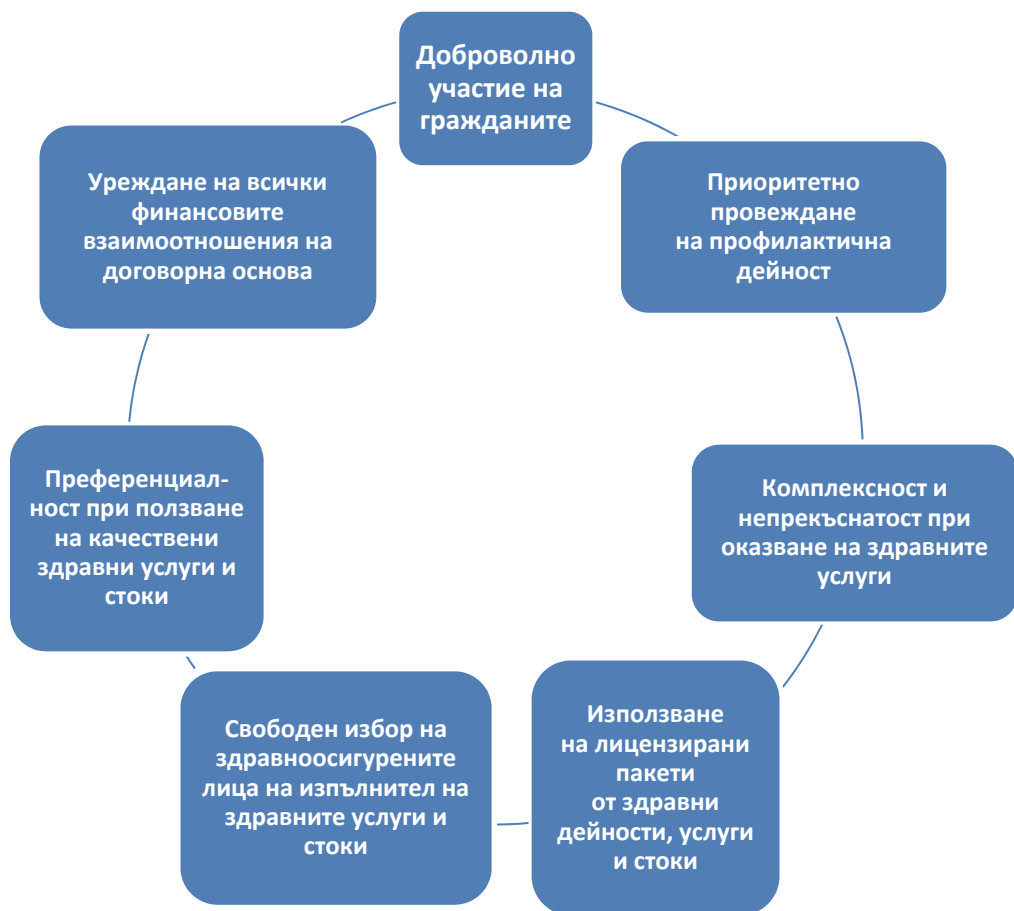 Доброволно
участие на
гражданите
Приоритетно
провеждане
на профилактична
дейност
Комплексност и
непрекъснатост при
оказване на здравните
услуги
Използване
на лицензирани
пакети
от здравни
дейности, услуги
и стоки
Свободен избор на
здравноосигурените
лица на изпълнител на
здравните услуги и
стоки
Преференциал-
ност при ползване
на качествени
здравни услуги и
стоки
Уреждане на всички
финансовите
взаимоотношения на
договорна основа